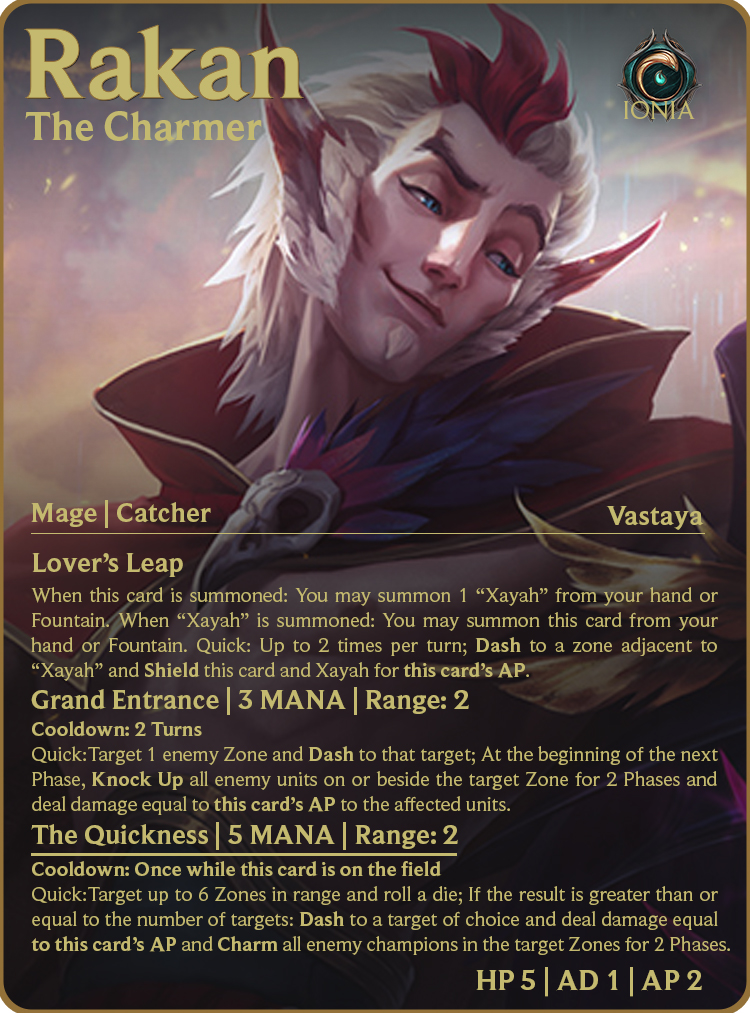 Rakan
The Charmer
IONIA
Mage | Catcher
Vastaya
Lover's Leap
When this card is summoned: You may summon 1 “Xayah” from your hand or
Fountain. When “Xayah” is summoned: You may summon this card from your
hand or Fountain. Quick: Up to 2 times per turn; Dash to a zone adjacent to
“Xayah” and Shield this card and Xayah for this card's AP.
Grand Entrance | 3 MANA | Range: 2
Cooldown: 2 Turns
Quick:Target 1 enemy Zone and Dash to that target; At the beginning of the next
Phase, Knock Up all enemy units on or beside the target Zone for 2 Phases and
deal damage equal to this card's AP to the affected units.
The Quickness | 5 MANA | Range: 2
Cooldown: Once while this card is on the field
Quick:Target up to 6 Zones in range and roll a die; If the result is greater than or
equal to the number of targets: Dash to a target of choice and deal damage equal
to this card's AP and Charm all enemy champions in the target Zones for 2 Phases.
HP 5 | AD 1 | AP 2